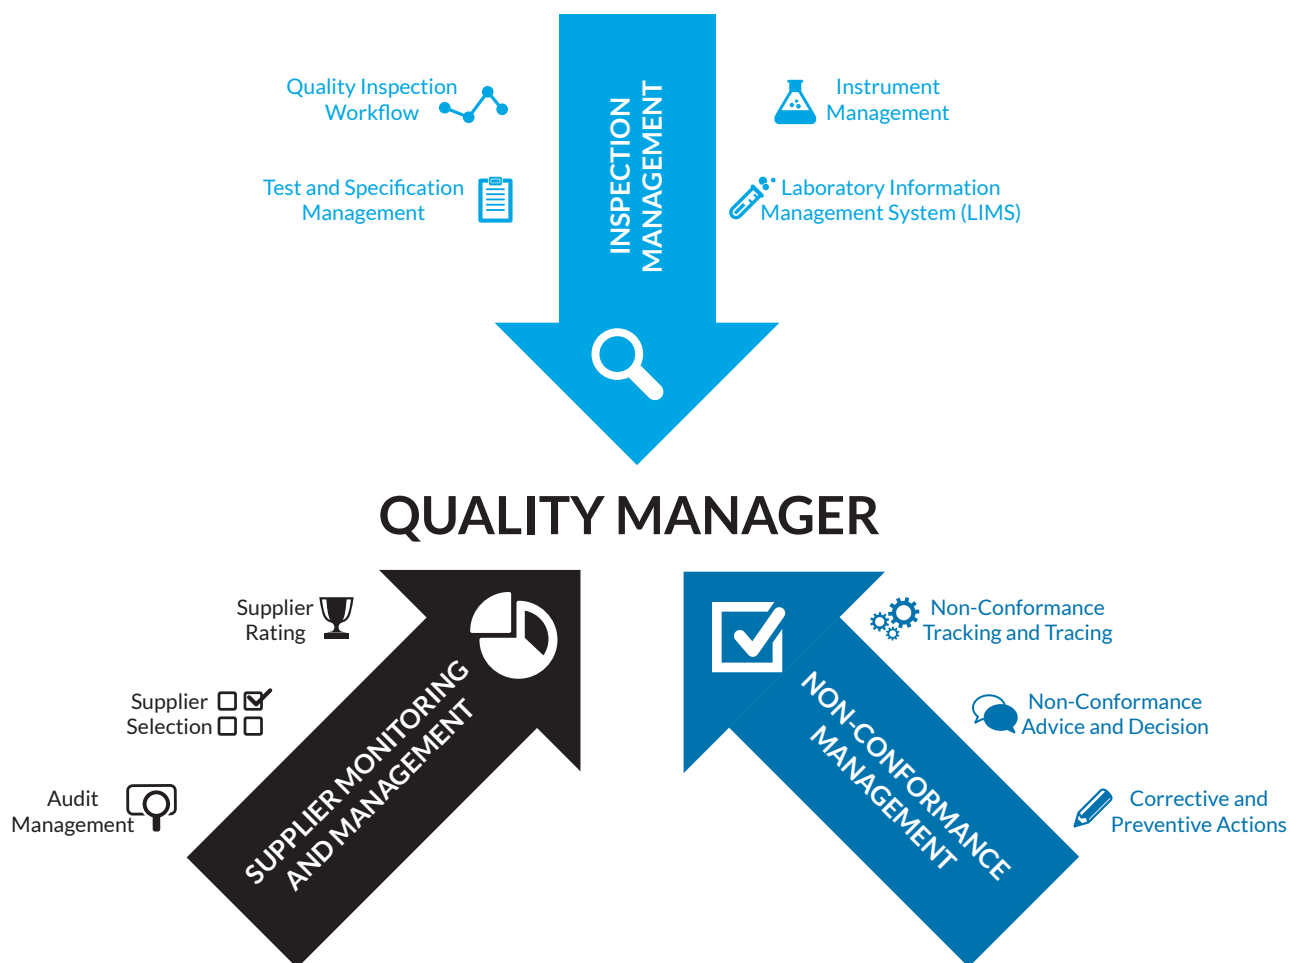 Quality Inspection
Workflow
Test and Specification
Management
INSPECTION
MANAGEMENT
Instrument
Management
Laboratory Information
Management System (LIMS)
QUALITY MANAGER
Supplier
Rating
Supplier
Selection
Audit
Management
SUPPLIER MONITORING
AND MANAGEMENT
NON-CONFORMANCE
MANAGEMENT
Non-Conformance
Tracking and Tracing
Non-Conformance
Advice and Decision
Corrective and
Preventive Actions